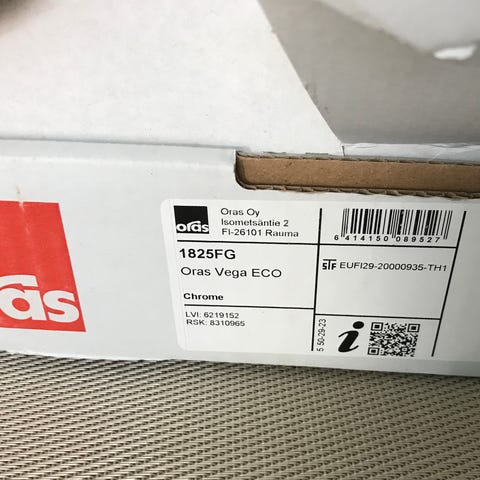 oras
oras
Oras Oy
Isometsäntie 2
FI-26101 Rauma
6 414150 089527
1825FG
Oras Vega ECO
STF EUFI29-20000935-TH1
Chrome
LVI: 6219152
RSK: 8310965
5 50-29-23
i